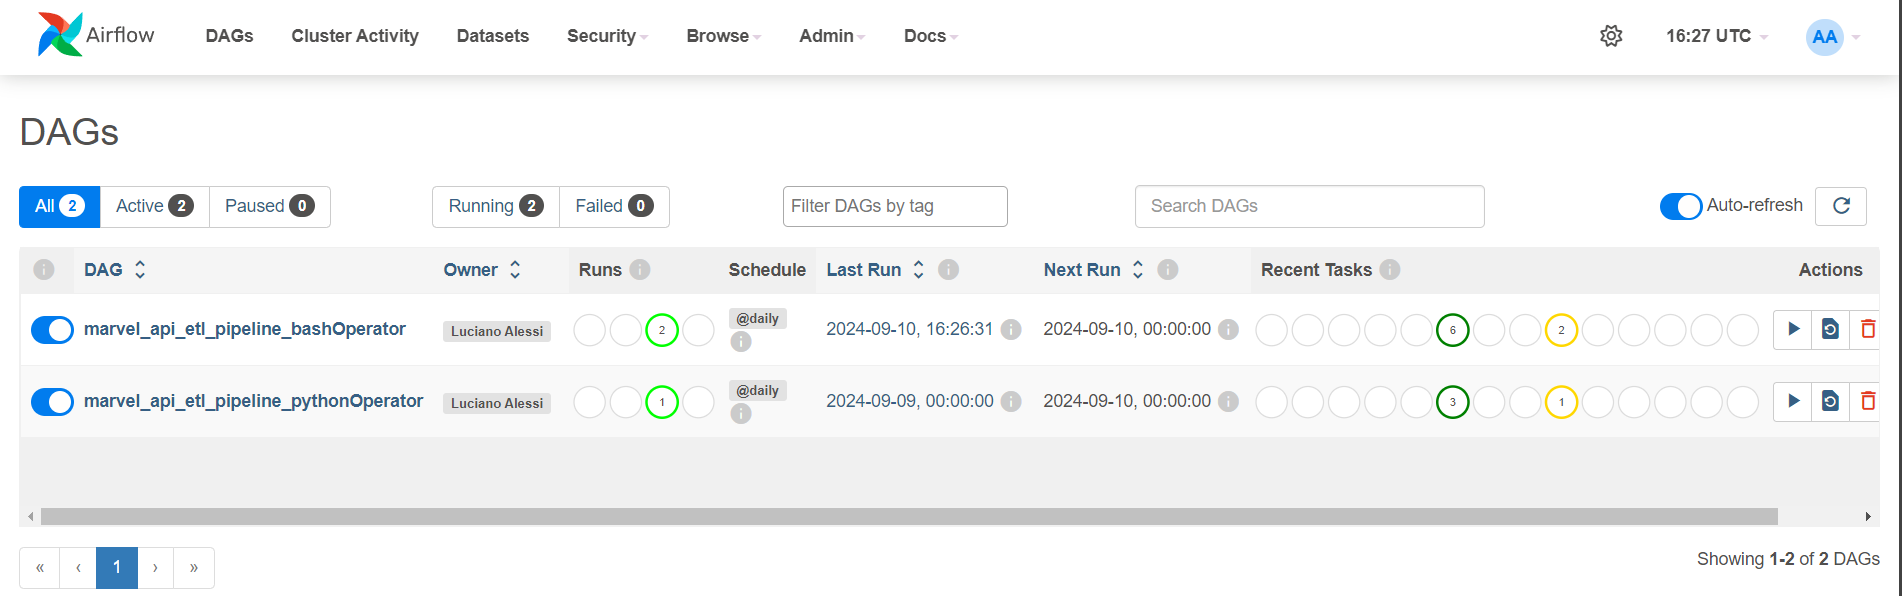 Airflow DAGs Cluster Activity Datasets Security Browse Admin Docs 16:27 UTC AA
DAGs
All 2 Active 2 Paused 0 Running 2 Failed 0 Filter DAGs by tag Search DAGs Auto-refresh
i DAG Owner Runs i Schedule Last Run i Next Run i Recent Tasks i Actions
marvel_api_etl_pipeline_bashOperator Luciano Alessi 2 @daily i 2024-09-10, 16:26:31 i 2024-09-10, 00:00:00 i 6 2
marvel_api_etl_pipeline_pythonOperator Luciano Alessi 1 @daily i 2024-09-09, 00:00:00 i 2024-09-10, 00:00:00 i 3 1
« ‹ 1 › » Showing 1-2 of 2 DAGs